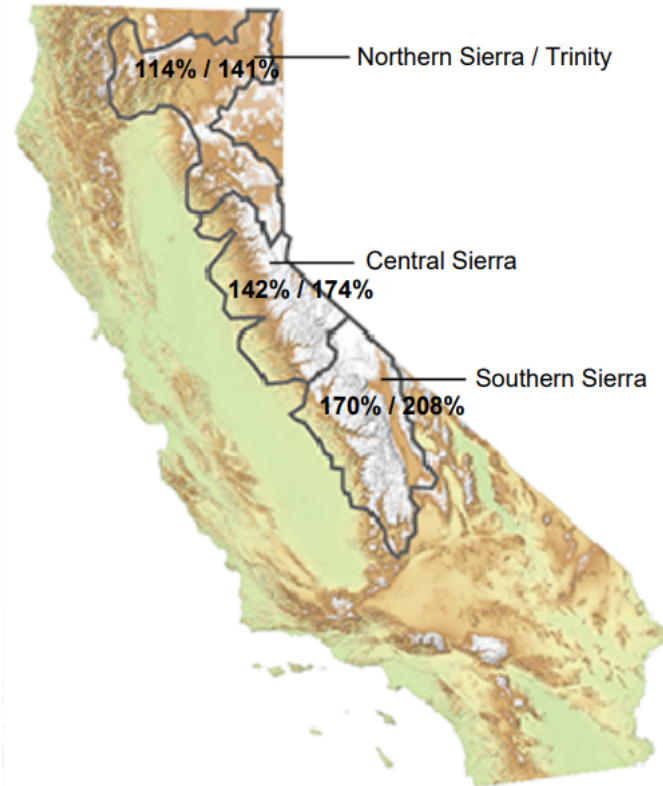 Northern Sierra / Trinity
114% / 141%
Central Sierra
142% / 174%
Southern Sierra
170% / 208%